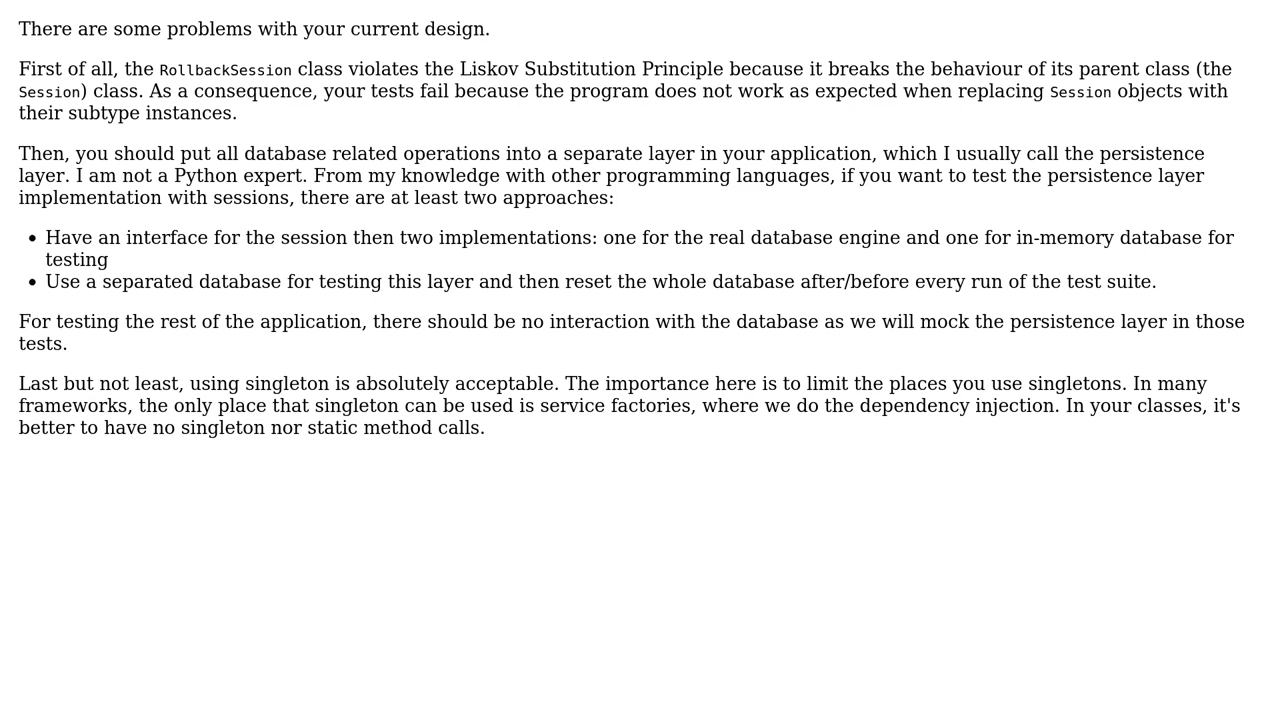 There are some problems with your current design.
First of all, the RollbackSession class violates the Liskov Substitution Principle because it breaks the behaviour of its parent class (the
Session) class. As a consequence, your tests fail because the program does not work as expected when replacing Session objects with
their subtype instances.
Then, you should put all database related operations into a separate layer in your application, which I usually call the persistence
layer. I am not a Python expert. From my knowledge with other programming languages, if you want to test the persistence layer
implementation with sessions, there are at least two approaches:
• Have an interface for the session then two implementations: one for the real database engine and one for in-memory database for
testing
• Use a separated database for testing this layer and then reset the whole database after/before every run of the test suite.
For testing the rest of the application, there should be no interaction with the database as we will mock the persistence layer in those
tests.
Last but not least, using singleton is absolutely acceptable. The importance here is to limit the places you use singletons. In many
frameworks, the only place that singleton can be used is service factories, where we do the dependency injection. In your classes, it's
better to have no singleton nor static method calls.